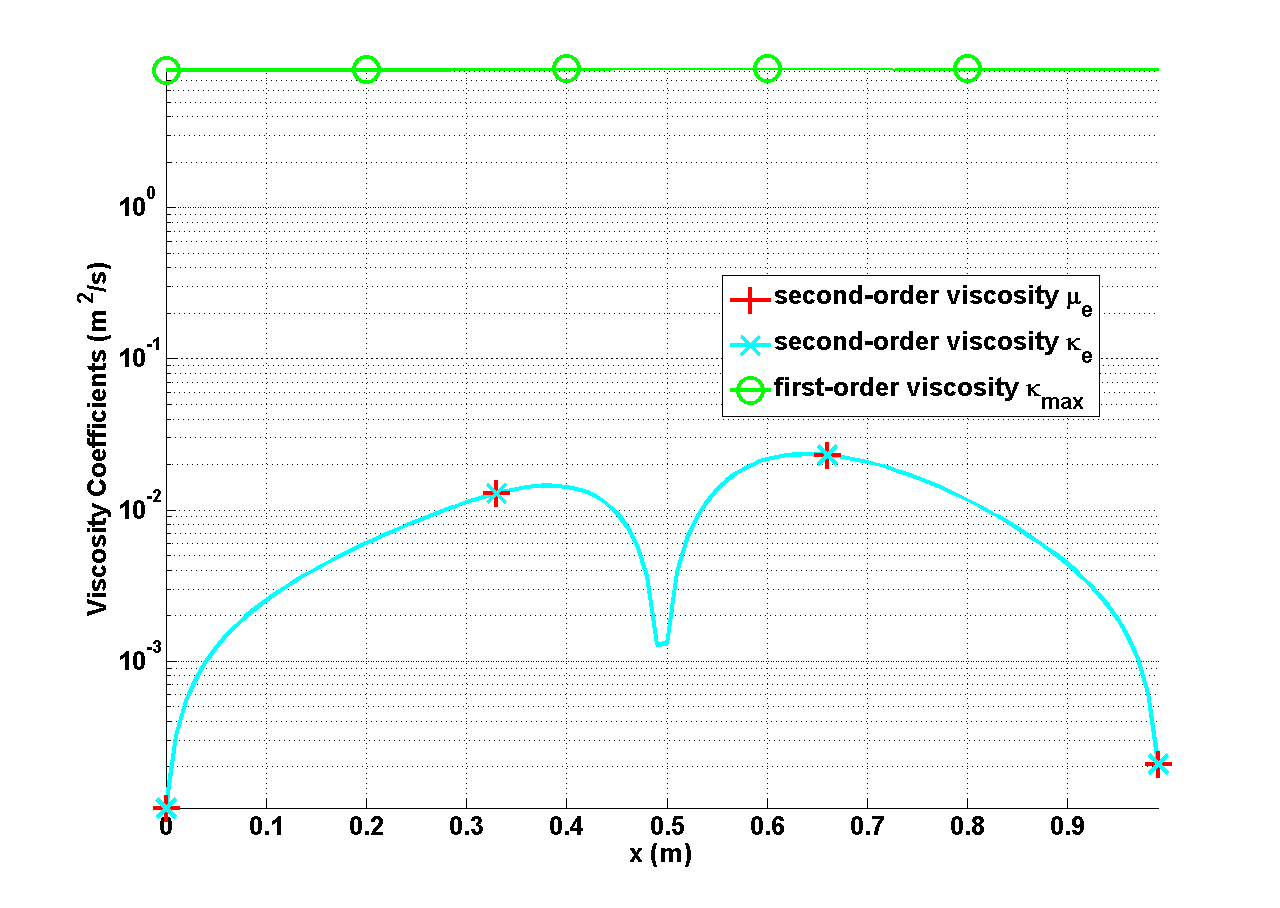 10^0
10^-1
10^-2
10^-3
Viscosity Coefficients (m^2/s)
second-order viscosity μ_e
second-order viscosity κ_e
first-order viscosity κ_max
0 0.1 0.2 0.3 0.4 0.5 0.6 0.7 0.8 0.9
x (m)